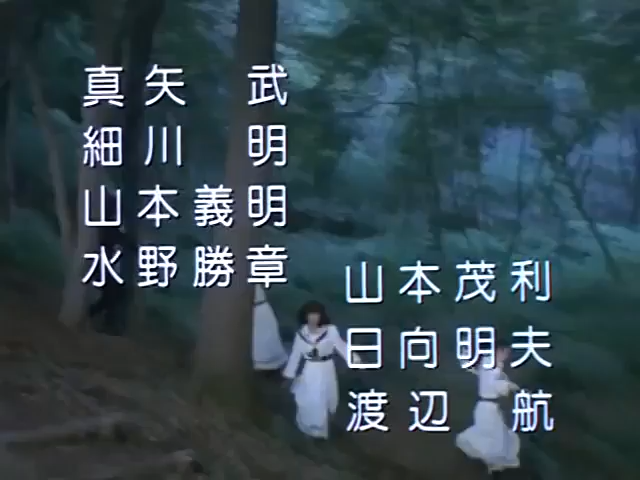 真矢 武
細川 明
山本義明
水野勝章
山本茂利
日向明夫
渡辺 航